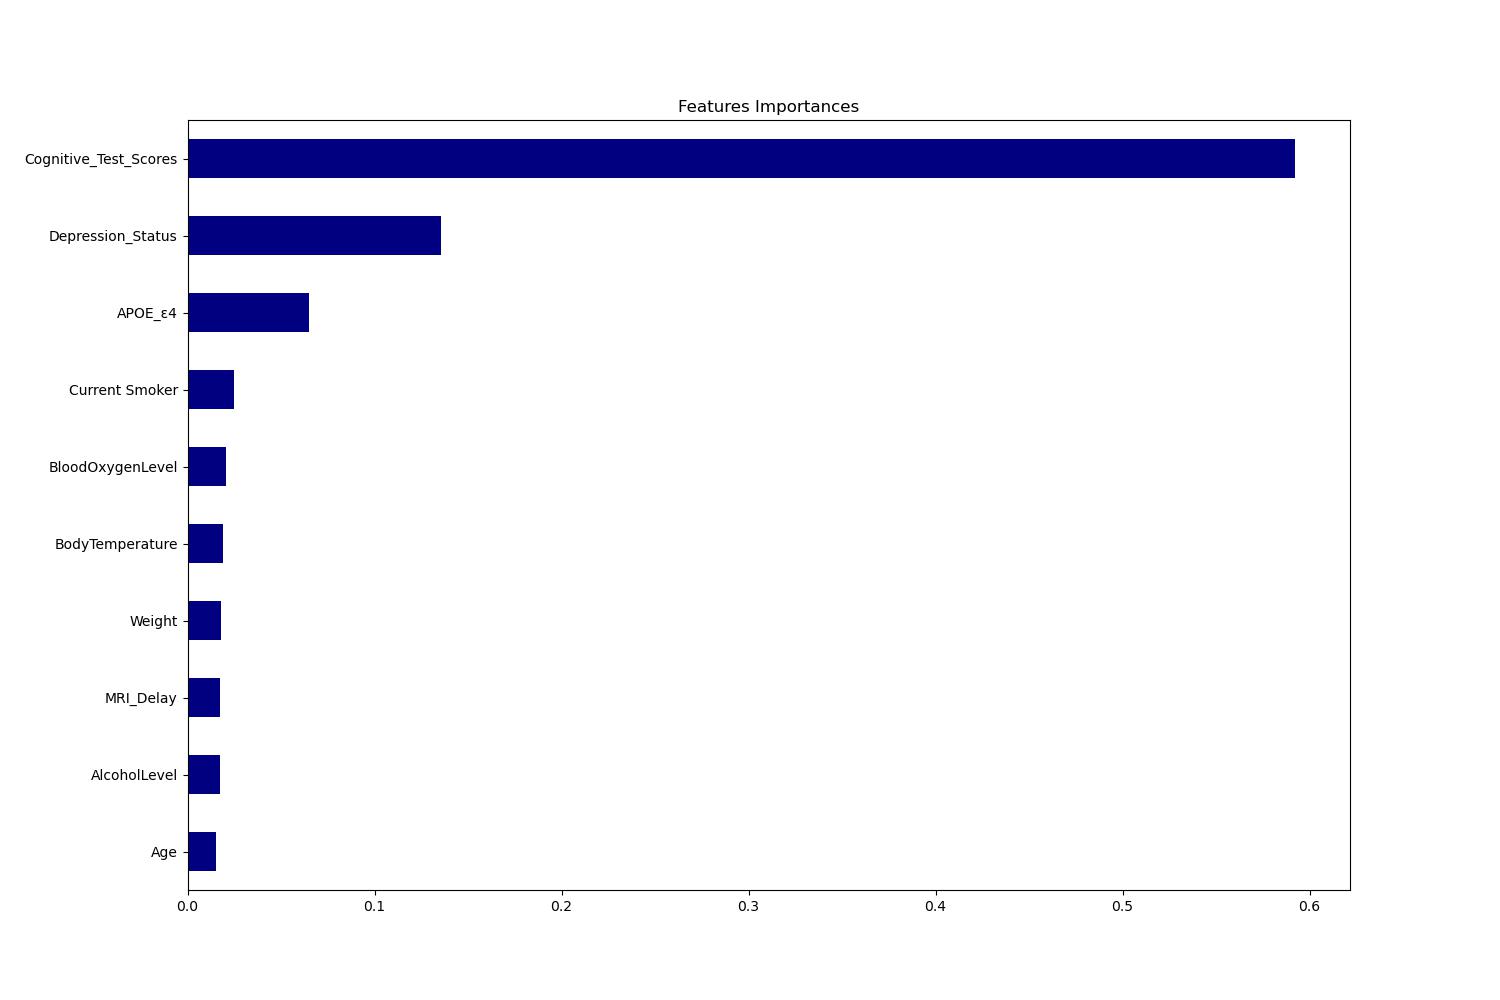 Features Importances
Cognitive_Test_Scores
Depression_Status
APOE_ε4
Current Smoker
BloodOxygenLevel
BodyTemperature
Weight
MRI_Delay
AlcoholLevel
Age
0.0 0.1 0.2 0.3 0.4 0.5 0.6